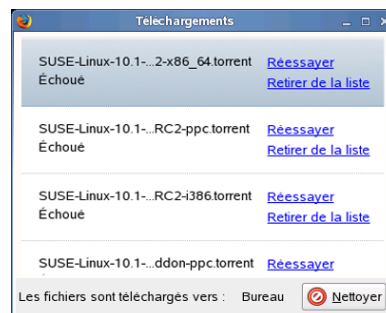 Téléchargements
SUSE-Linux-10.1-...2-x86_64.torrent Réessayer
Échoué Retirer de la liste
SUSE-Linux-10.1-...RC2-ppc.torrent Réessayer
Échoué Retirer de la liste
SUSE-Linux-10.1-...RC2-i386.torrent Réessayer
Échoué Retirer de la liste
SUSE-Linux-10.1-...ddon-ppc.torrent Réessayer
Les fichiers sont téléchargés vers : Bureau Nettoyer